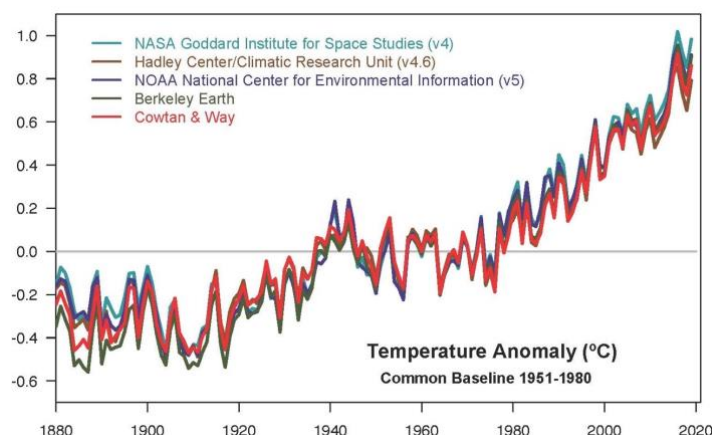 1.0
NASA Goddard Institute for Space Studies (v4)
Hadley Center/Climatic Research Unit (v4.6)
0.8
NOAA National Center for Environmental Information (v5)
Berkeley Earth
Cowtan & Way
0.6
0.4
0.2
0.0
-0.2
-0.4
Temperature Anomaly (ºC)
Common Baseline 1951-1980
-0.6
1880 1900 1920 1940 1960 1980 2000 2020